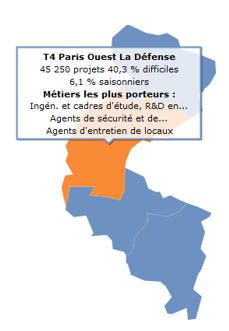 T4 Paris Ouest La Défense
45 250 projets 40,3 % difficiles
6,1 % saisonniers
Métiers les plus porteurs :
Ingén. et cadres d'étude, R&D en...
Agents de sécurité et de...
Agents d'entretien de locaux